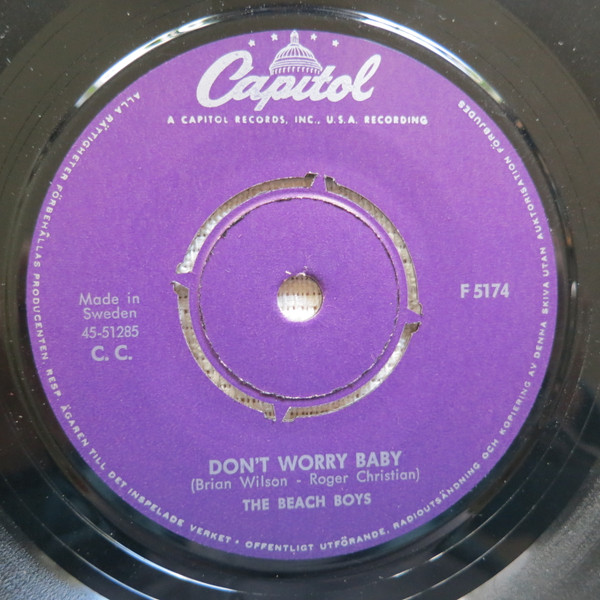 Capitol
A CAPITOL RECORDS, INC., U.S.A. RECORDING
ALLA RÄTTIGHETER FÖRBEHÅLLAS PRODUCENTEN, RESP. ÄGAREN TILL DET INSPELADE VERKET • OFFENTLIGT UTFÖRANDE, RADIOUTSÄNDNING OCH KOPIERING AV DENNA SKIVA UTAN AUKTORISATION FÖRBJUDES
Made in
Sweden
45-51285
C. C.
F 5174
DON'T WORRY BABY
(Brian Wilson - Roger Christian)
THE BEACH BOYS